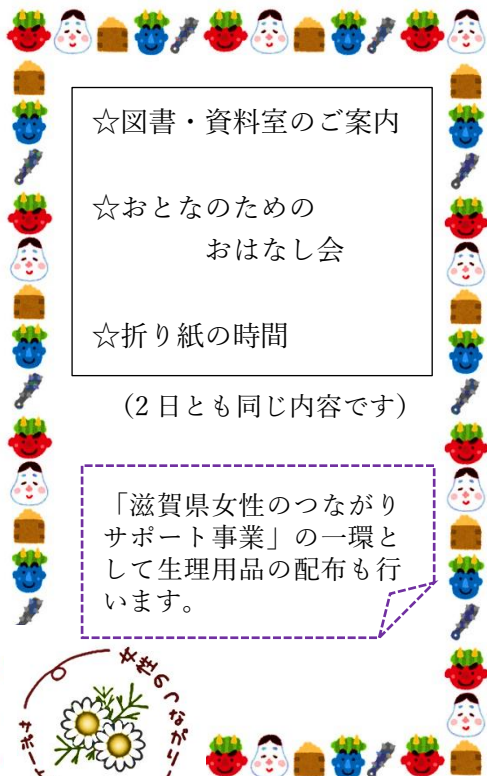 ☆図書・資料室のご案内
☆おとなのための
おはなし会
☆折り紙の時間
（2日とも同じ内容です）
「滋賀県女性のつながり
サポート事業」の一環と
して生理用品の配布も行
います。
女性のつながり